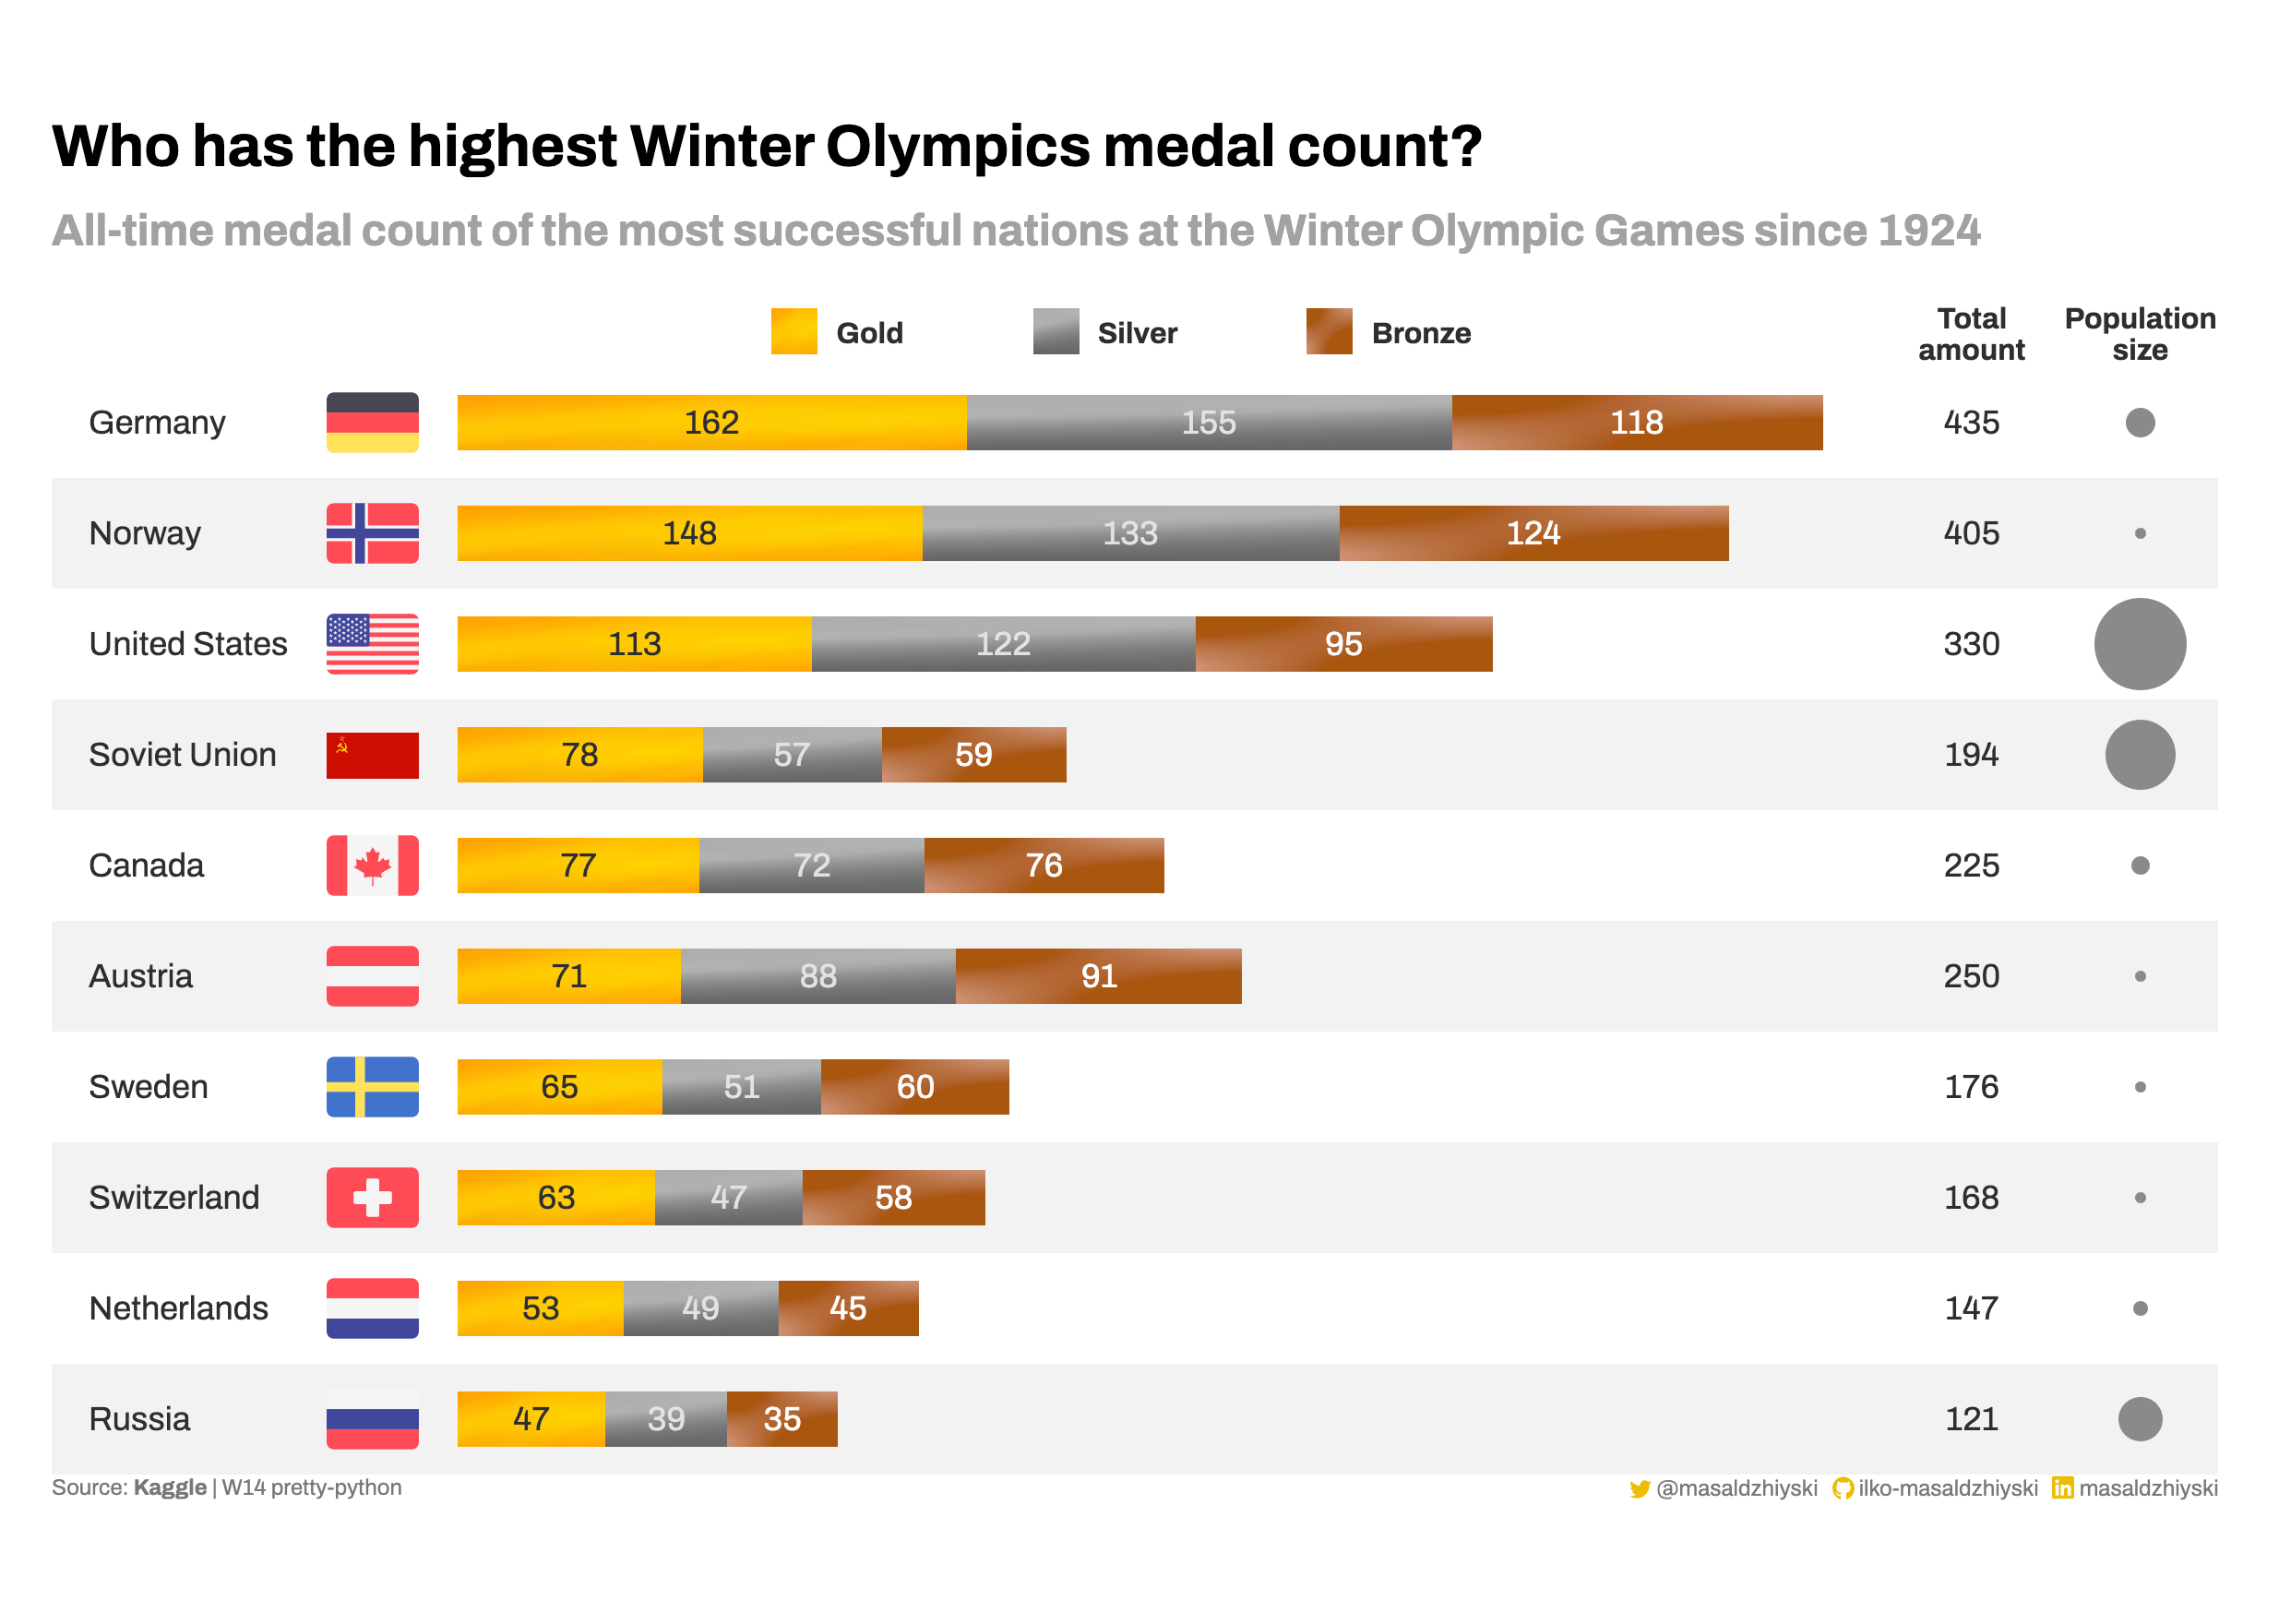 Who has the highest Winter Olympics medal count?
All-time medal count of the most successful nations at the Winter Olympic Games since 1924
Gold Silver Bronze Total amount Population size
Germany 162 155 118 435
Norway 148 133 124 405
United States 113 122 95 330
Soviet Union 78 57 59 194
Canada 77 72 76 225
Austria 71 88 91 250
Sweden 65 51 60 176
Switzerland 63 47 58 168
Netherlands 53 49 45 147
Russia 47 39 35 121
Source: Kaggle | W14 pretty-python @masaldzhiyski ilko-masaldzhiyski in masaldzhiyski